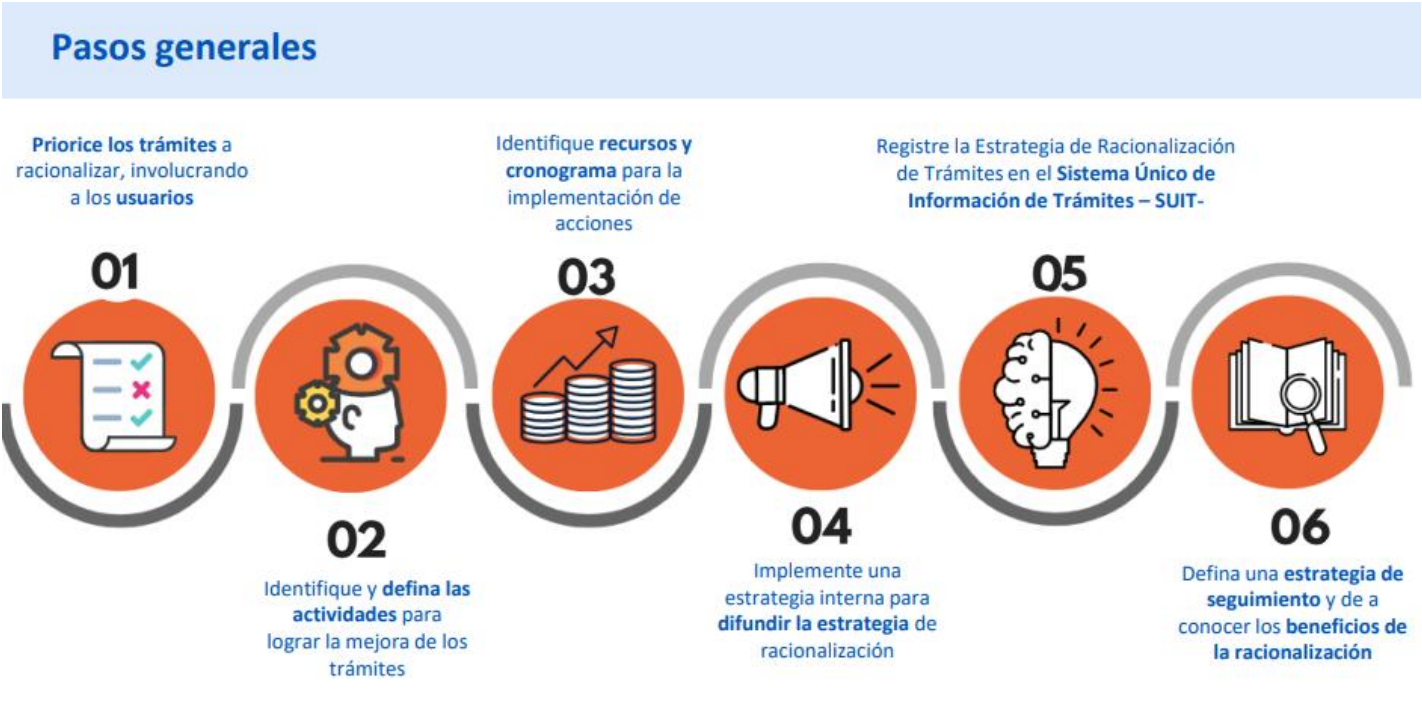 Pasos generales
01
Priorice los trámites a
racionalizar, involucrando
a los usuarios
02
Identifique y defina las
actividades para
lograr la mejora de los
trámites
03
Identifique recursos y
cronograma para la
implementación de
acciones
04
Implemente una
estrategia interna para
difundir la estrategia de
racionalización
05
Registre la Estrategia de Racionalización
de Trámites en el Sistema Único de
Información de Trámites – SUIT-
06
Defina una estrategia de
seguimiento y de a
conocer los beneficios de
la racionalización